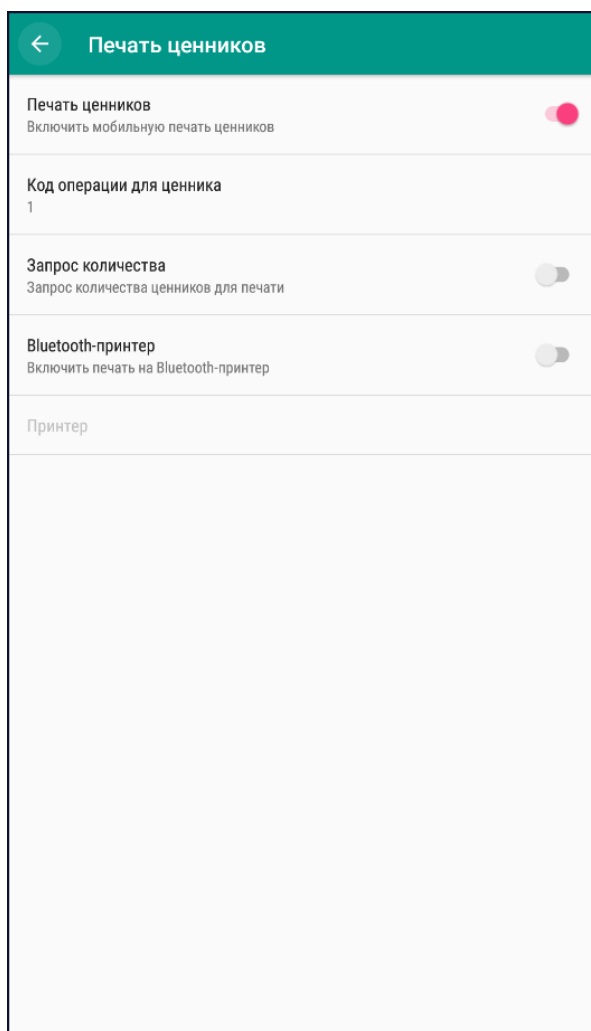 Печать ценников
Печать ценников
Включить мобильную печать ценников
Код операции для ценника
1
Запрос количества
Запрос количества ценников для печати
Bluetooth-принтер
Включить печать на Bluetooth-принтер
Принтер